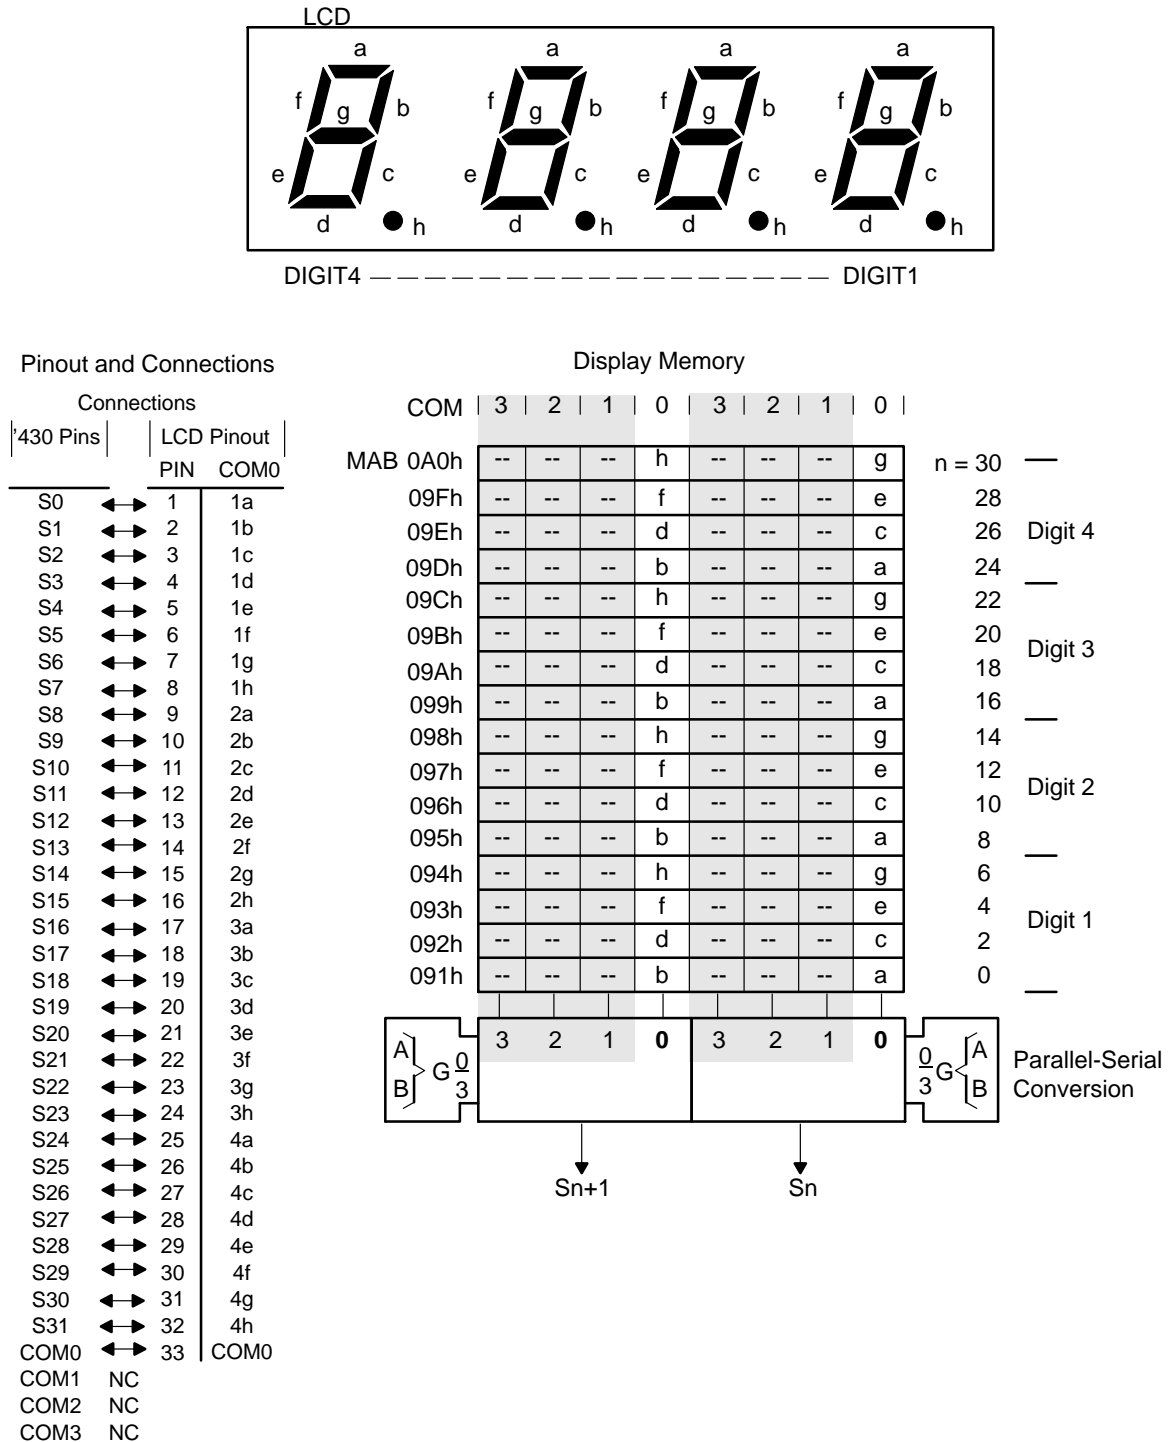 LCD
a a a a
f g b f g b f g b f g b
e c e c e c e c
d h d h d h d h
DIGIT4 DIGIT1
Pinout and Connections
Connections
'430 Pins LCD Pinout
PIN COM0
S0 1 1a
S1 2 1b
S2 3 1c
S3 4 1d
S4 5 1e
S5 6 1f
S6 7 1g
S7 8 1h
S8 9 2a
S9 10 2b
S10 11 2c
S11 12 2d
S12 13 2e
S13 14 2f
S14 15 2g
S15 16 2h
S16 17 3a
S17 18 3b
S18 19 3c
S19 20 3d
S20 21 3e
S21 22 3f
S22 23 3g
S23 24 3h
S24 25 4a
S25 26 4b
S26 27 4c
S27 28 4d
S28 29 4e
S29 30 4f
S30 31 4g
S31 32 4h
COM0 33 COM0
COM1 NC
COM2 NC
COM3 NC
Display Memory
COM 3 2 1 0 3 2 1 0
MAB 0A0h -- -- -- h -- -- -- g n = 30
09Fh -- -- -- f -- -- -- e 28
09Eh -- -- -- d -- -- -- c 26 Digit 4
09Dh -- -- -- b -- -- -- a 24
09Ch -- -- -- h -- -- -- g 22
09Bh -- -- -- f -- -- -- e 20
Digit 3
09Ah -- -- -- d -- -- -- c 18
099h -- -- -- b -- -- -- a 16
098h -- -- -- h -- -- -- g 14
097h -- -- -- f -- -- -- e 12
Digit 2
096h -- -- -- d -- -- -- c 10
095h -- -- -- b -- -- -- a 8
094h -- -- -- h -- -- -- g 6
093h -- -- -- f -- -- -- e 4
Digit 1
092h -- -- -- d -- -- -- c 2
091h -- -- -- b -- -- -- a 0
3 2 1 0 3 2 1 0
A B G 0 3
0 3 G A B
Parallel-Serial
Conversion
Sn+1 Sn